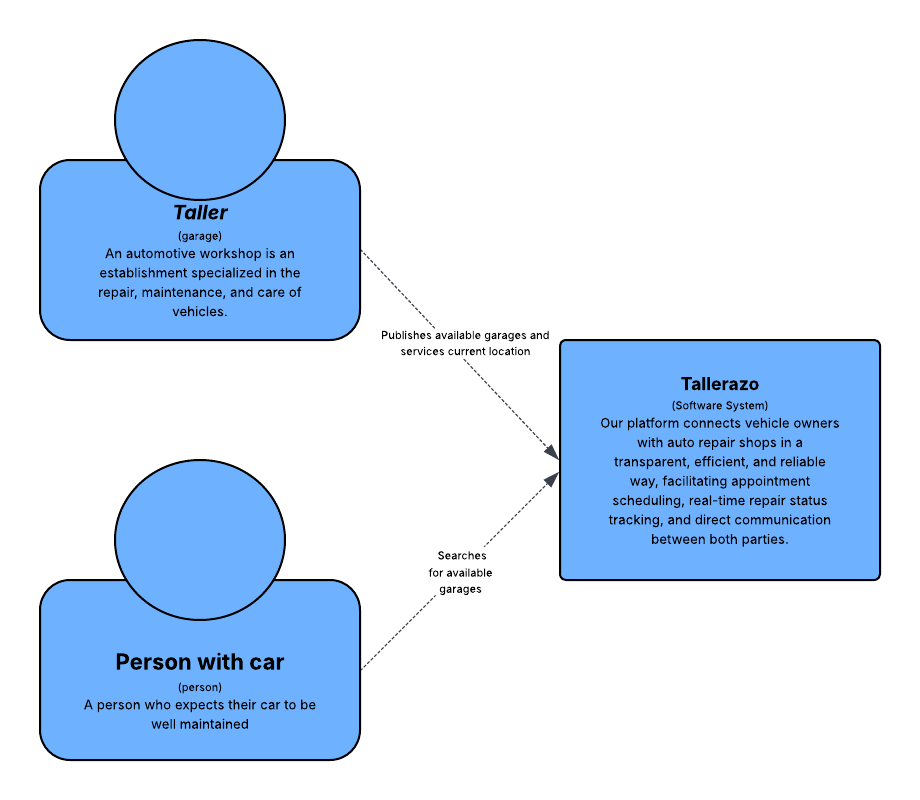 Taller
(garage)
An automotive workshop is an
establishment specialized in the
repair, maintenance, and care of
vehicles.
Publishes available garages and
services current location
Tallerazo
(Software System)
Our platform connects vehicle owners
with auto repair shops in a
transparent, efficient, and reliable
way, facilitating appointment
scheduling, real-time repair status
tracking, and direct communication
between both parties.
Searches
for available
garages
Person with car
(person)
A person who expects their car to be
well maintained